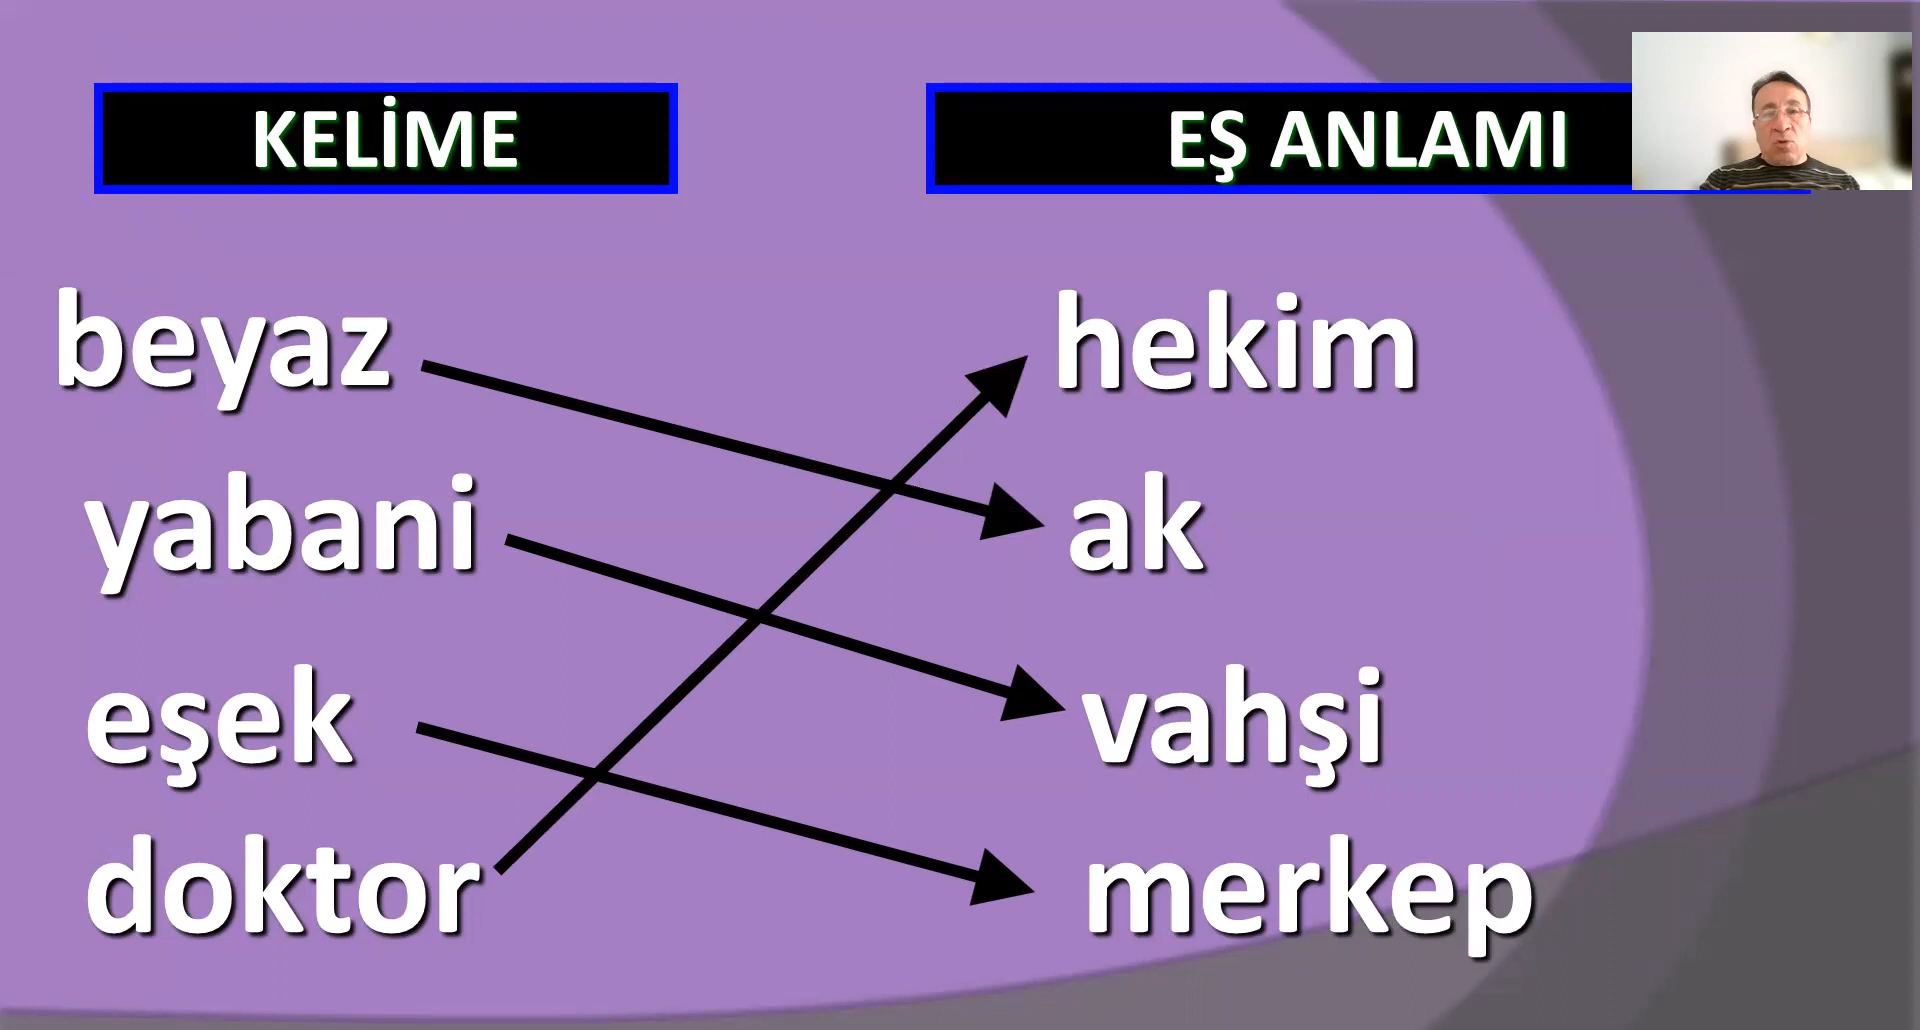 KELİME
EŞ ANLAMI
beyaz
hekim
yabani
ak
eşek
vahşi
doktor
merkep